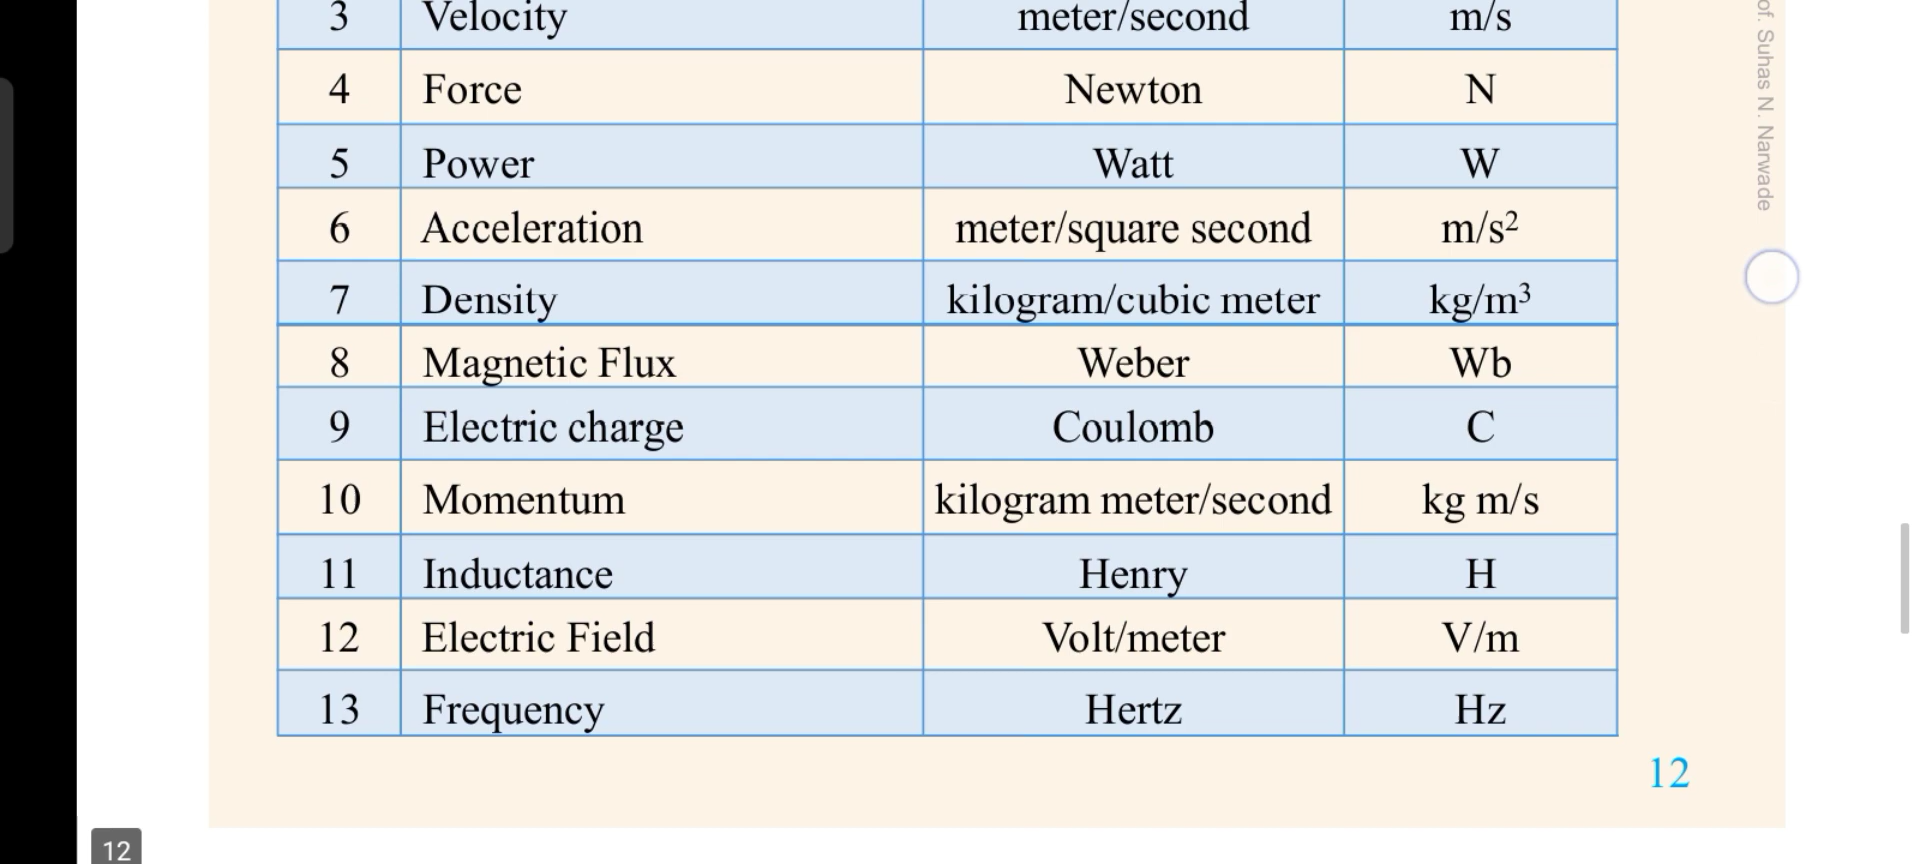 3 Velocity meter/second m/s
4 Force Newton N
5 Power Watt W
6 Acceleration meter/square second m/s²
7 Density kilogram/cubic meter kg/m³
8 Magnetic Flux Weber Wb
9 Electric charge Coulomb C
10 Momentum kilogram meter/second kg m/s
11 Inductance Henry H
12 Electric Field Volt/meter V/m
13 Frequency Hertz Hz
12
of. Suhas N. Narwade
12